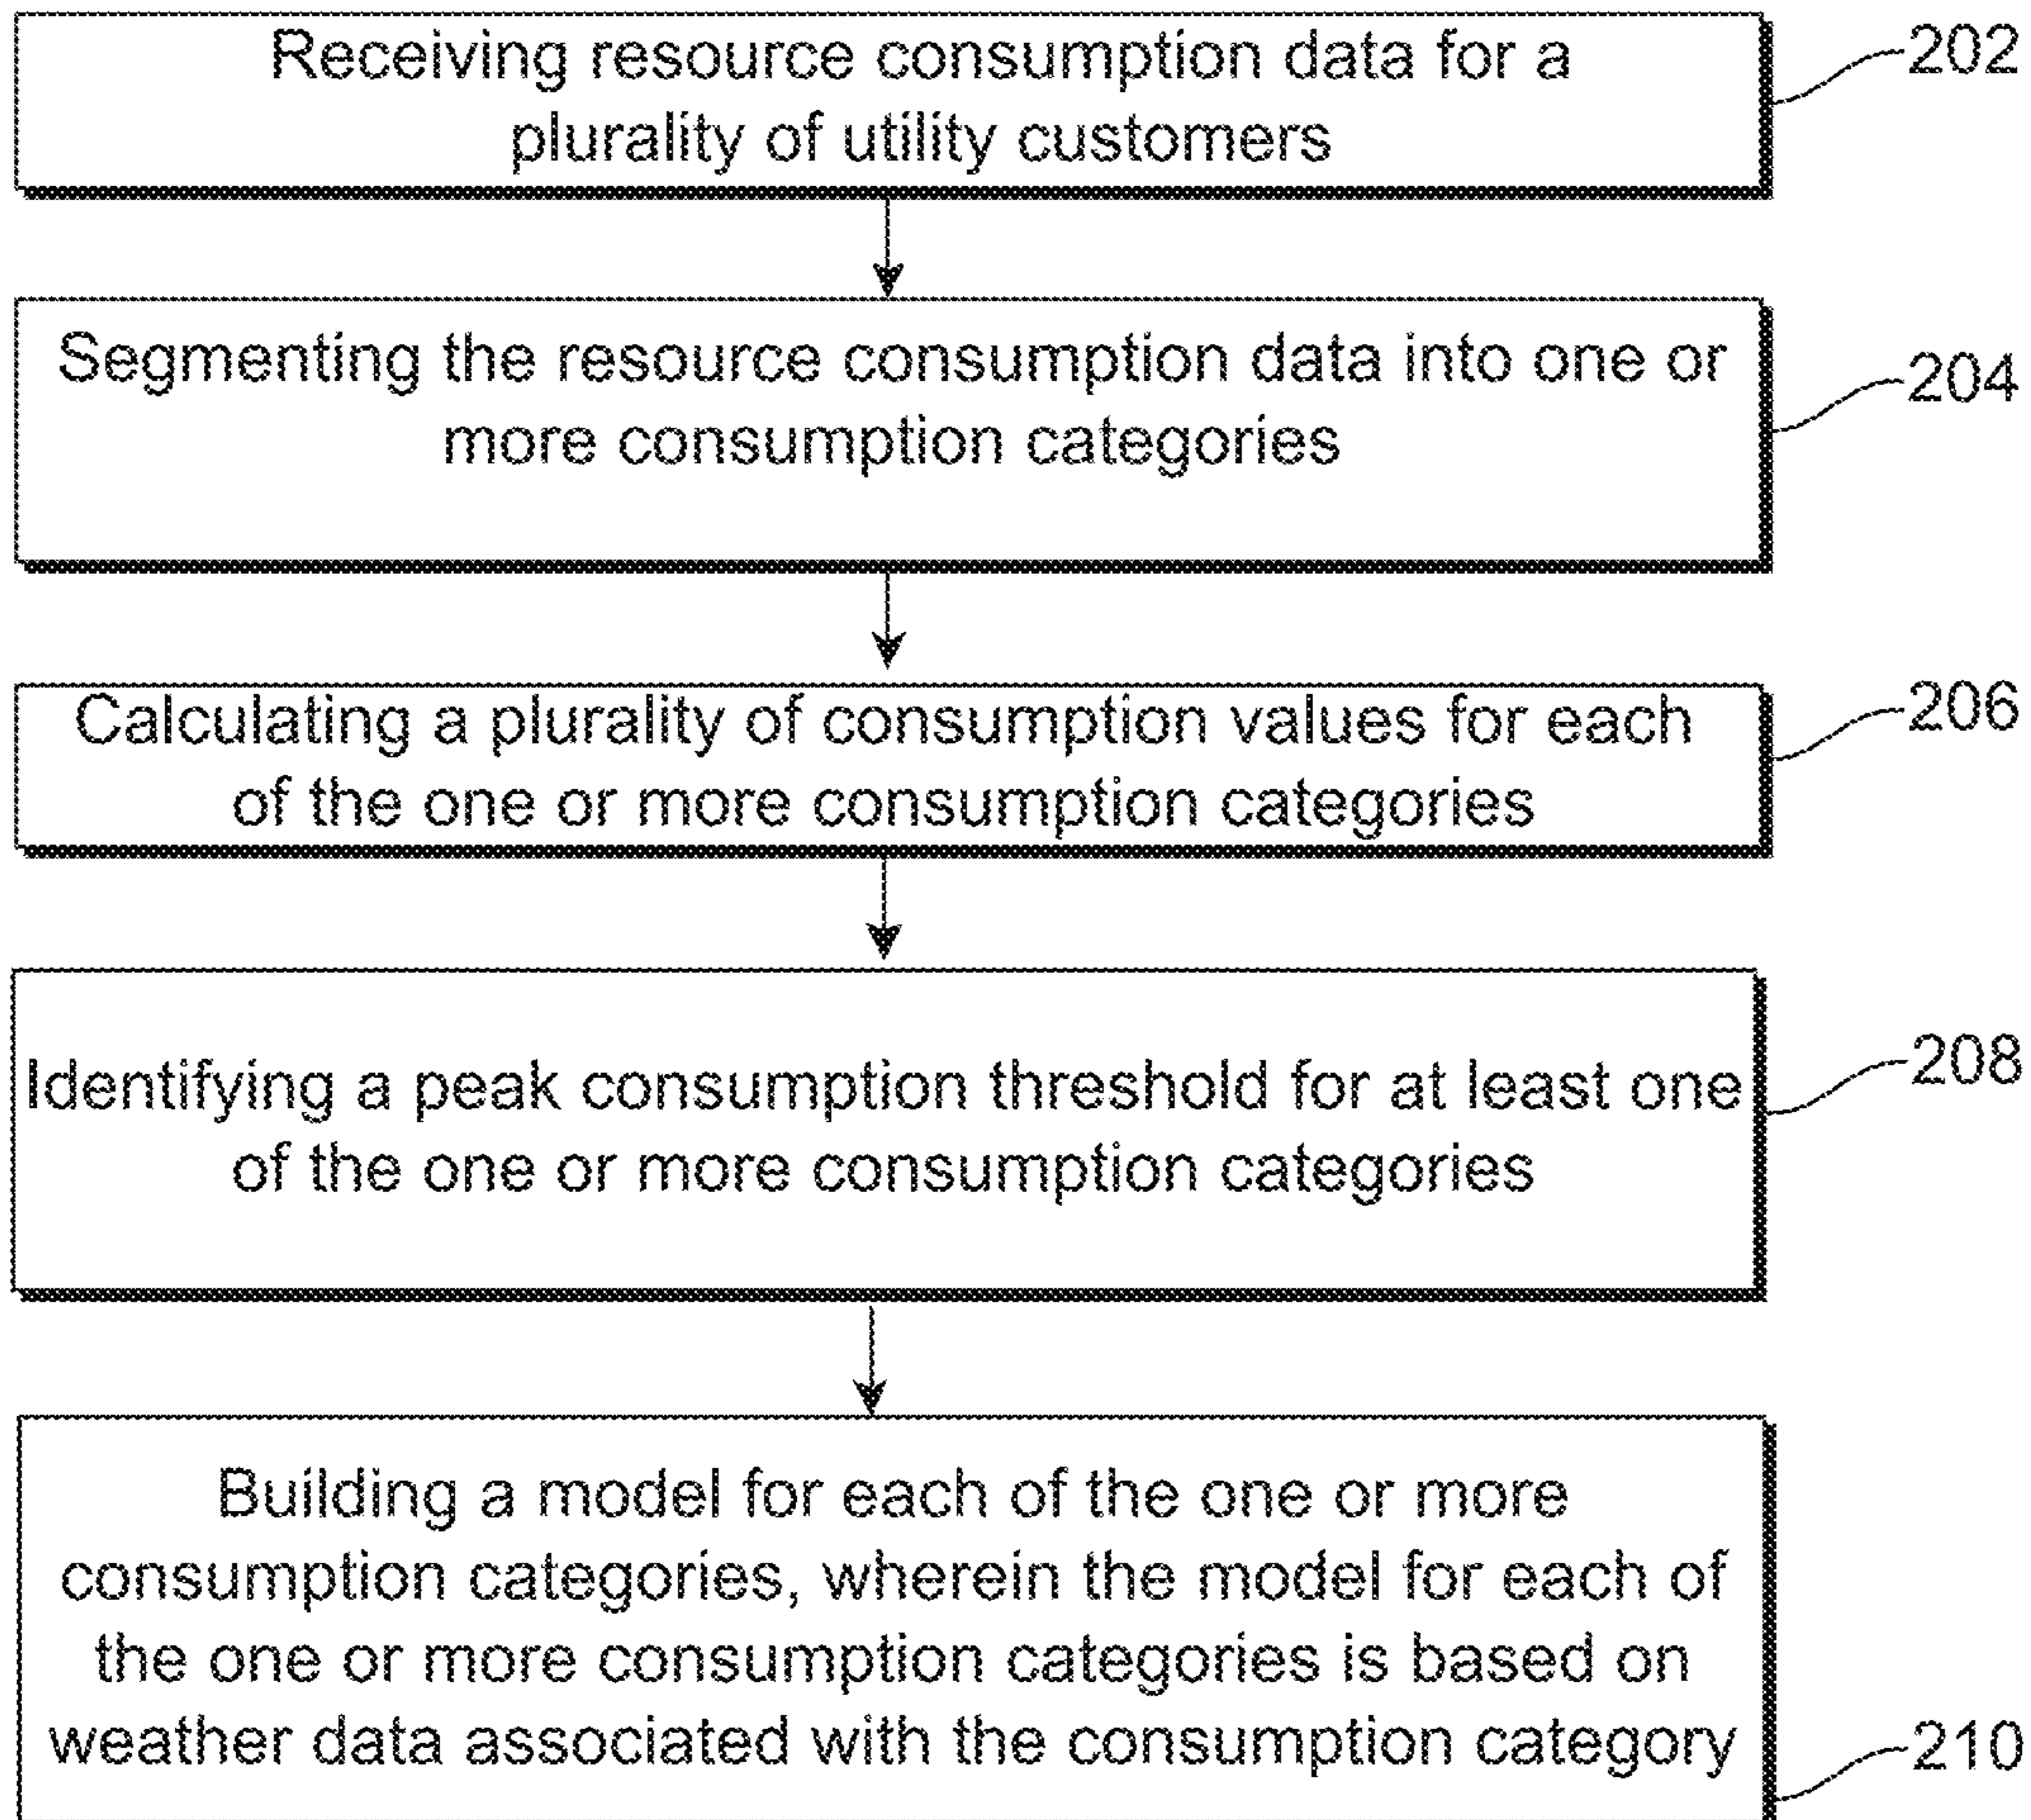 Receiving resource consumption data for a
plurality of utility customers
202
Segmenting the resource consumption data into one or
more consumption categories
204
Calculating a plurality of consumption values for each
of the one or more consumption categories
206
Identifying a peak consumption threshold for at least one
of the one or more consumption categories
208
Building a model for each of the one or more
consumption categories, wherein the model for each of
the one or more consumption categories is based on
weather data associated with the consumption category
210